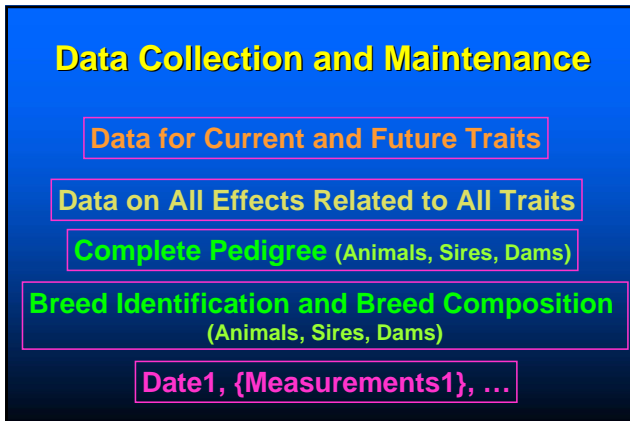 Data Collection and Maintenance
Data for Current and Future Traits
Data on All Effects Related to All Traits
Complete Pedigree (Animals, Sires, Dams)
Breed Identification and Breed Composition
(Animals, Sires, Dams)
Date1, {Measurements1}, …